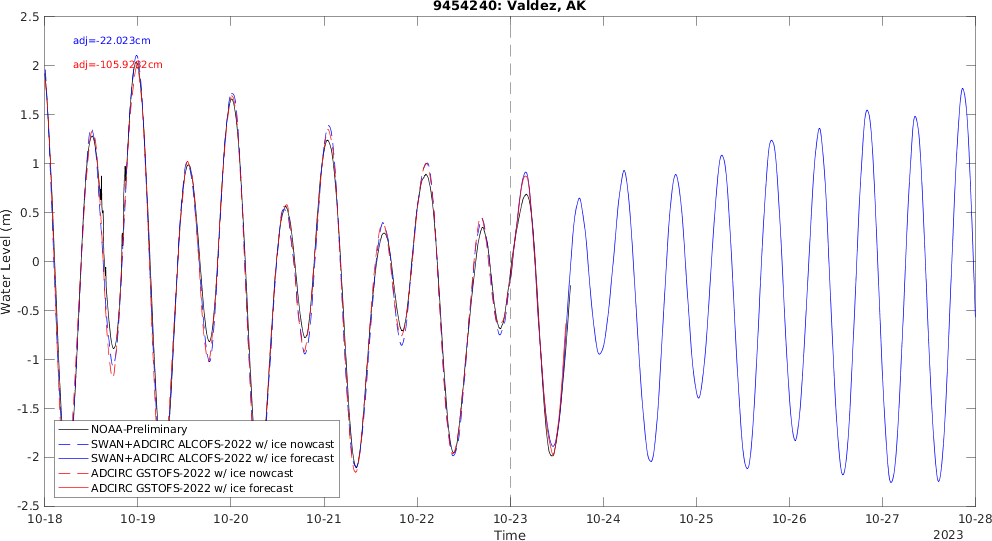 9454240: Valdez, AK
adj=-22.023cm
adj=-105.9282cm
Water Level (m)
2.5
2
1.5
1
0.5
0
-0.5
-1
-1.5
-2
-2.5
NOAA-Preliminary
SWAN+ADCIRC ALCOFS-2022 w/ ice nowcast
SWAN+ADCIRC ALCOFS-2022 w/ ice forecast
ADCIRC GSTOFS-2022 w/ ice nowcast
ADCIRC GSTOFS-2022 w/ ice forecast
10-18 10-19 10-20 10-21 10-22 10-23 10-24 10-25 10-26 10-27 10-28
Time
2023